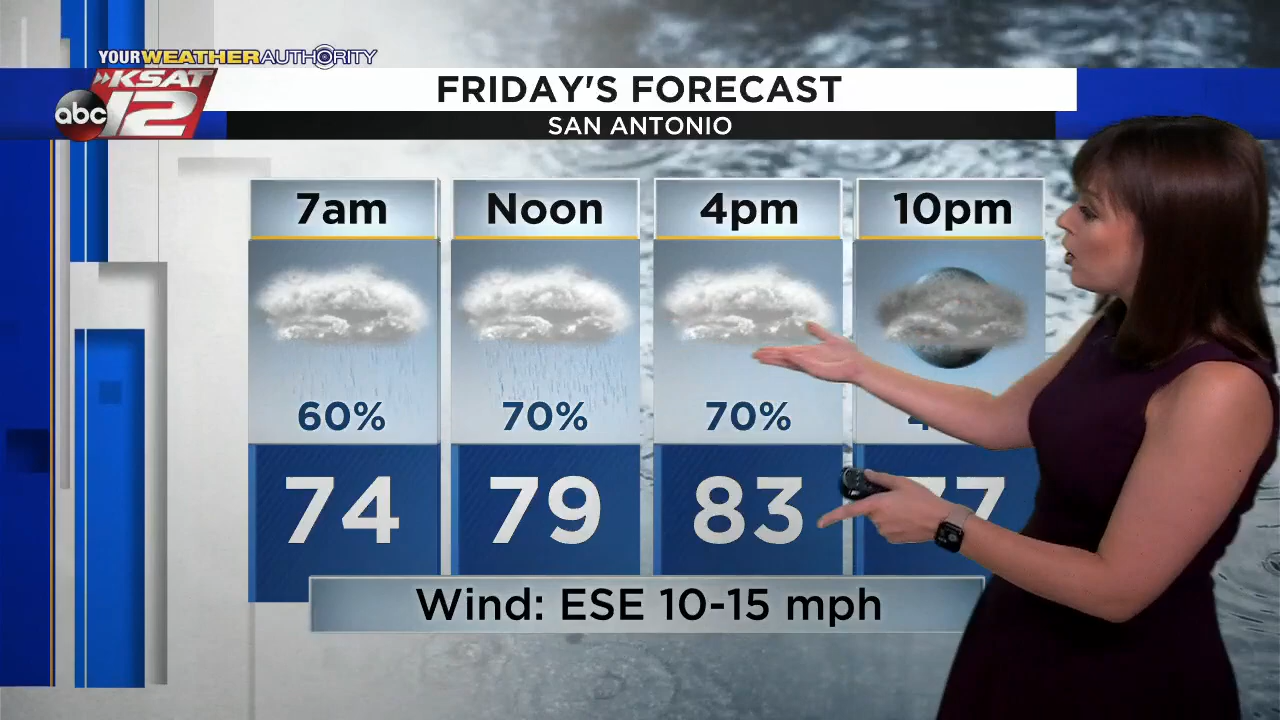 YOUR WEATHER AUTHORITY
KSAT
abc 12
FRIDAY'S FORECAST
SAN ANTONIO
7am Noon 4pm 10pm
60% 70% 70%
74 79 83 77
Wind: ESE 10-15 mph